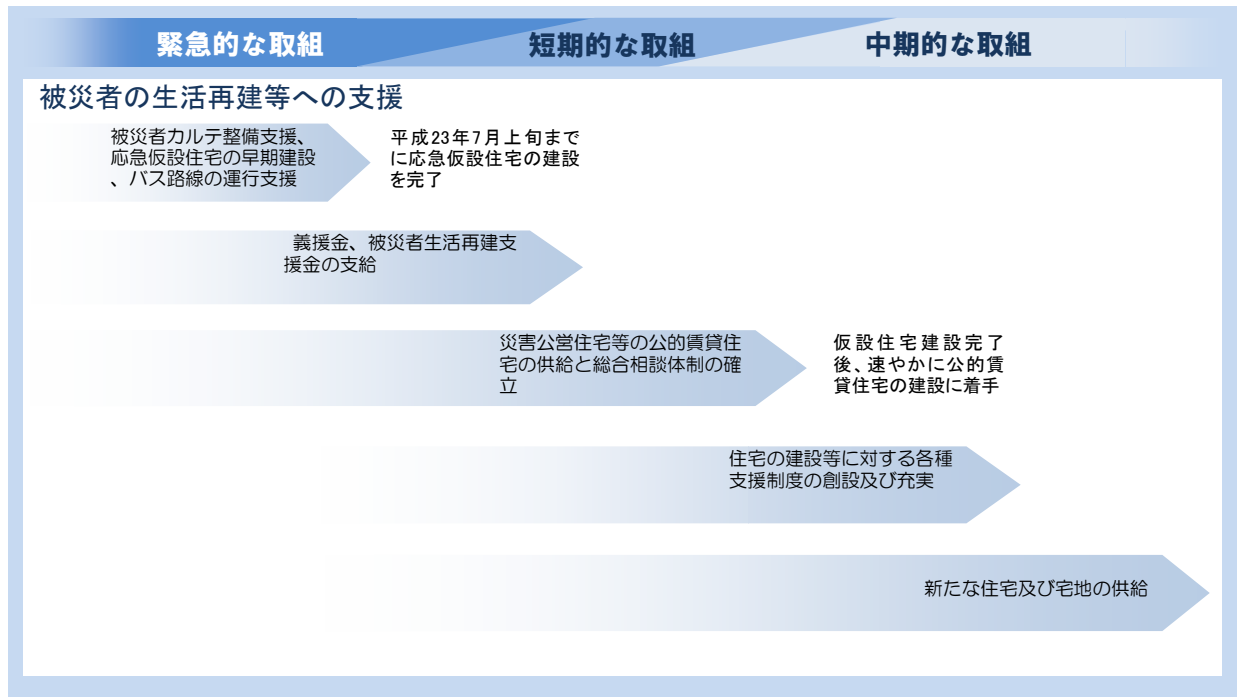 緊急的な取組
短期的な取組
中期的な取組
被災者の生活再建等への支援
被災者カルテ整備支援、
応急仮設住宅の早期建設
、バス路線の運行支援
平成23年7月上旬まで
に応急仮設住宅の建設
を完了
義援金、被災者生活再建支
援金の支給
災害公営住宅等の公的賃貸住
宅の供給と総合相談体制の確
立
仮設住宅建設完了
後、速やかに公的賃
貸住宅の建設に着手
住宅の建設等に対する各種
支援制度の創設及び充実
新たな住宅及び宅地の供給